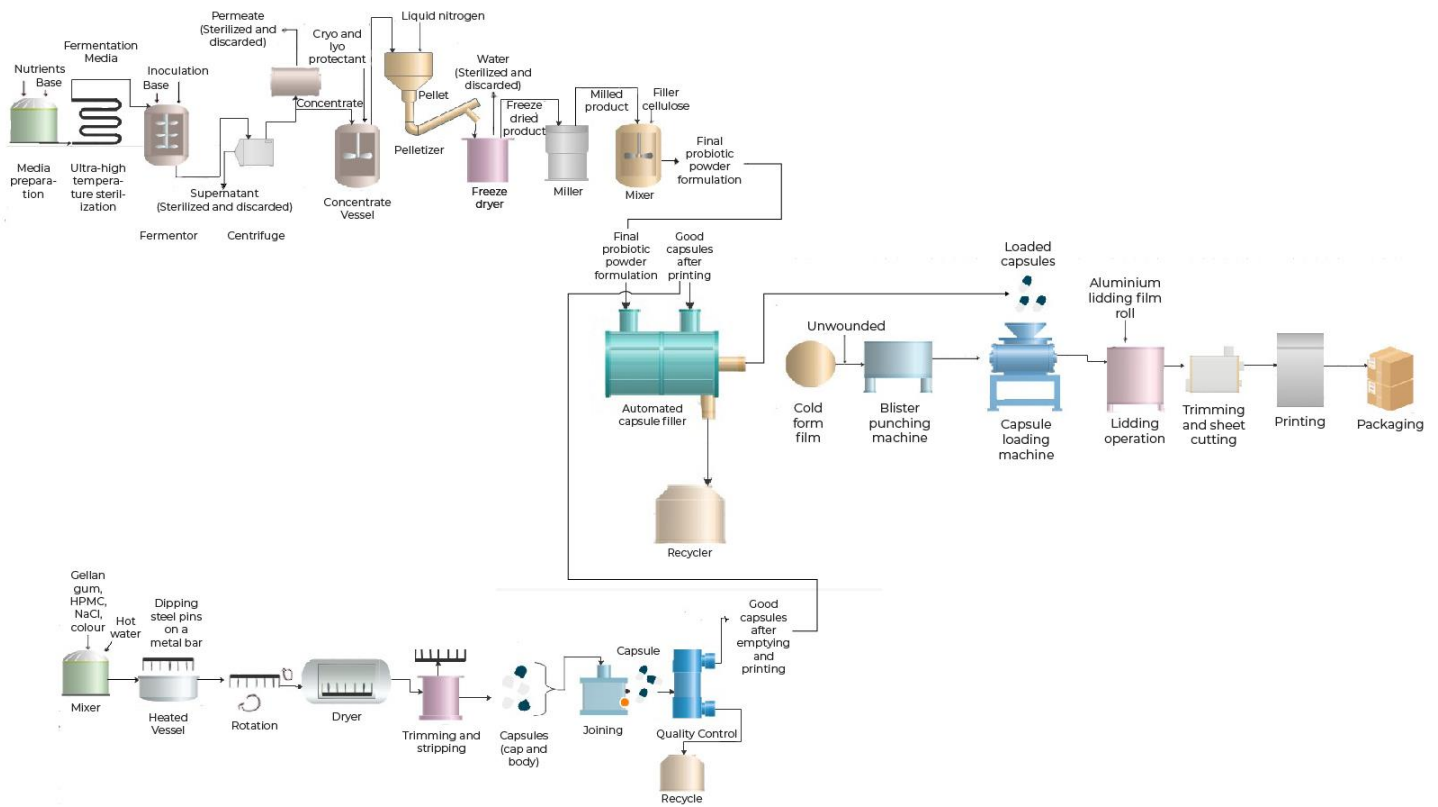 Permeate
(Sterilized and
discarded)
Liquid nitrogen
Cryo and
lyo
protectant
Fermentation
Media
Nutrients
Base
Inoculation
Base
Water
(Sterilized and
discarded)
Concentrate
Pellet
Freeze
dried
product
Milled
product
Filler
cellulose
Final
probiotic
powder
formulation
Pelletizer
Media
prepara-
tion
Ultra-high
tempera-
ture steril-
ization
Supernatant
(Sterilized and discarded)
Fermentor
Centrifuge
Concentrate
Vessel
Freeze
dryer
Miller
Mixer
Final
probiotic
powder
formulation
Good
capsules
after
printing
Loaded
capsules
Aluminium
lidding film
roll
Unwounded
Automated
capsule filler
Cold
form
film
Blister
punching
machine
Capsule
loading
machine
Lidding
operation
Trimming
and sheet
cutting
Printing
Packaging
Recycler
Gellan
gum,
HPMC,
NaCl,
colour
Hot
water
Dipping
steel pins
on a
metal bar
Capsule
Good
capsules
after
emptying
and
printing
Mixer
Heated
Vessel
Rotation
Dryer
Trimming and
stripping
Capsules
(cap and
body)
Joining
Quality Control
Recycle